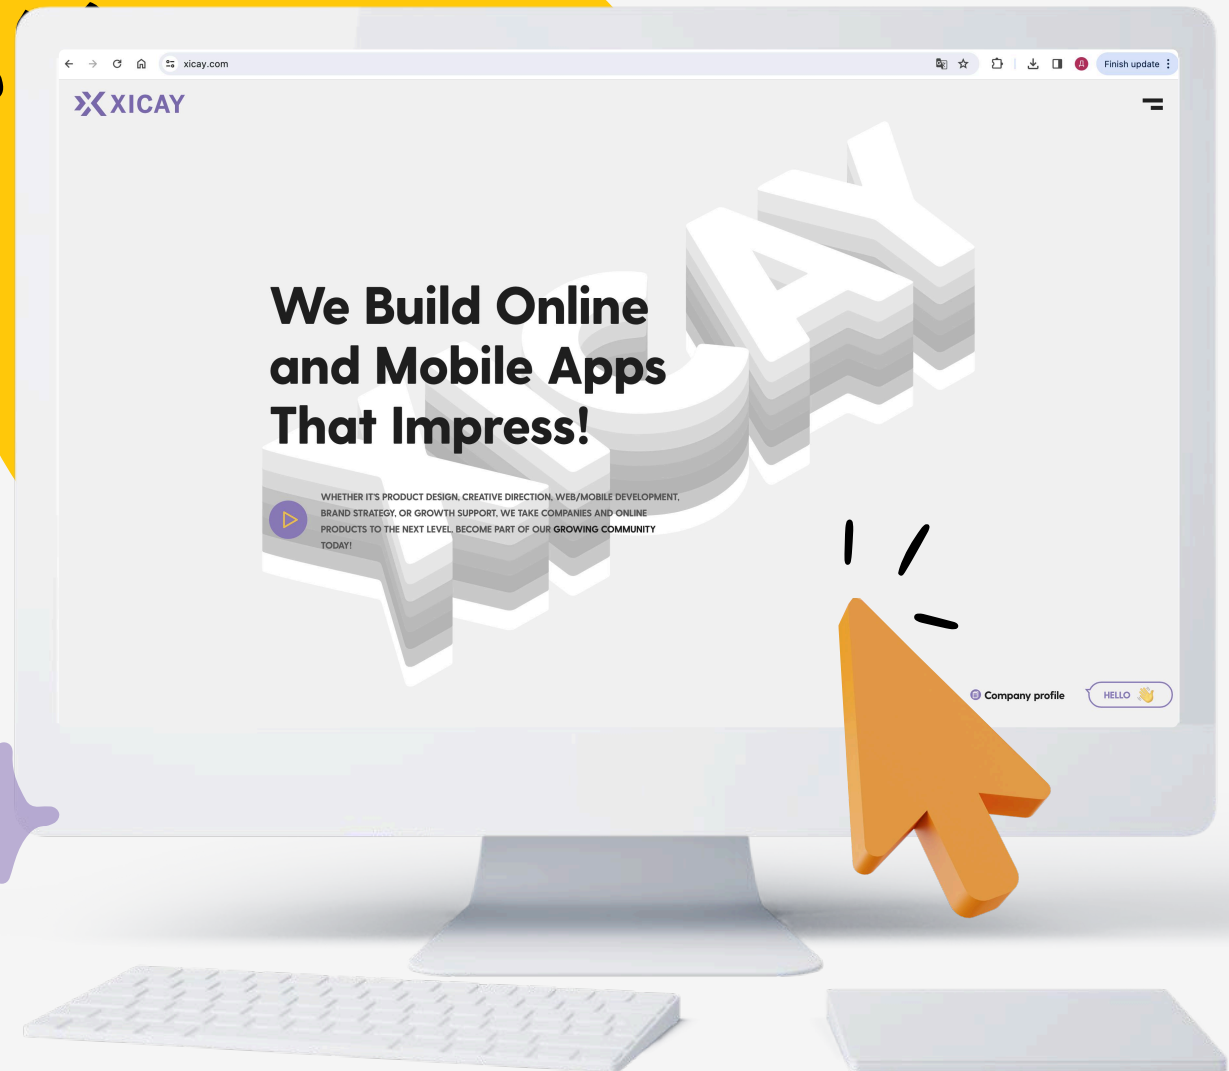 xicay.com
Finish update
Д
XICAY
XICAY
We Build Online
and Mobile Apps
That Impress!
WHETHER IT'S PRODUCT DESIGN, CREATIVE DIRECTION, WEB/MOBILE DEVELOPMENT,
BRAND STRATEGY, OR GROWTH SUPPORT, WE TAKE COMPANIES AND ONLINE
PRODUCTS TO THE NEXT LEVEL. BECOME PART OF OUR GROWING COMMUNITY
TODAY!
Company profile
HELLO 👋